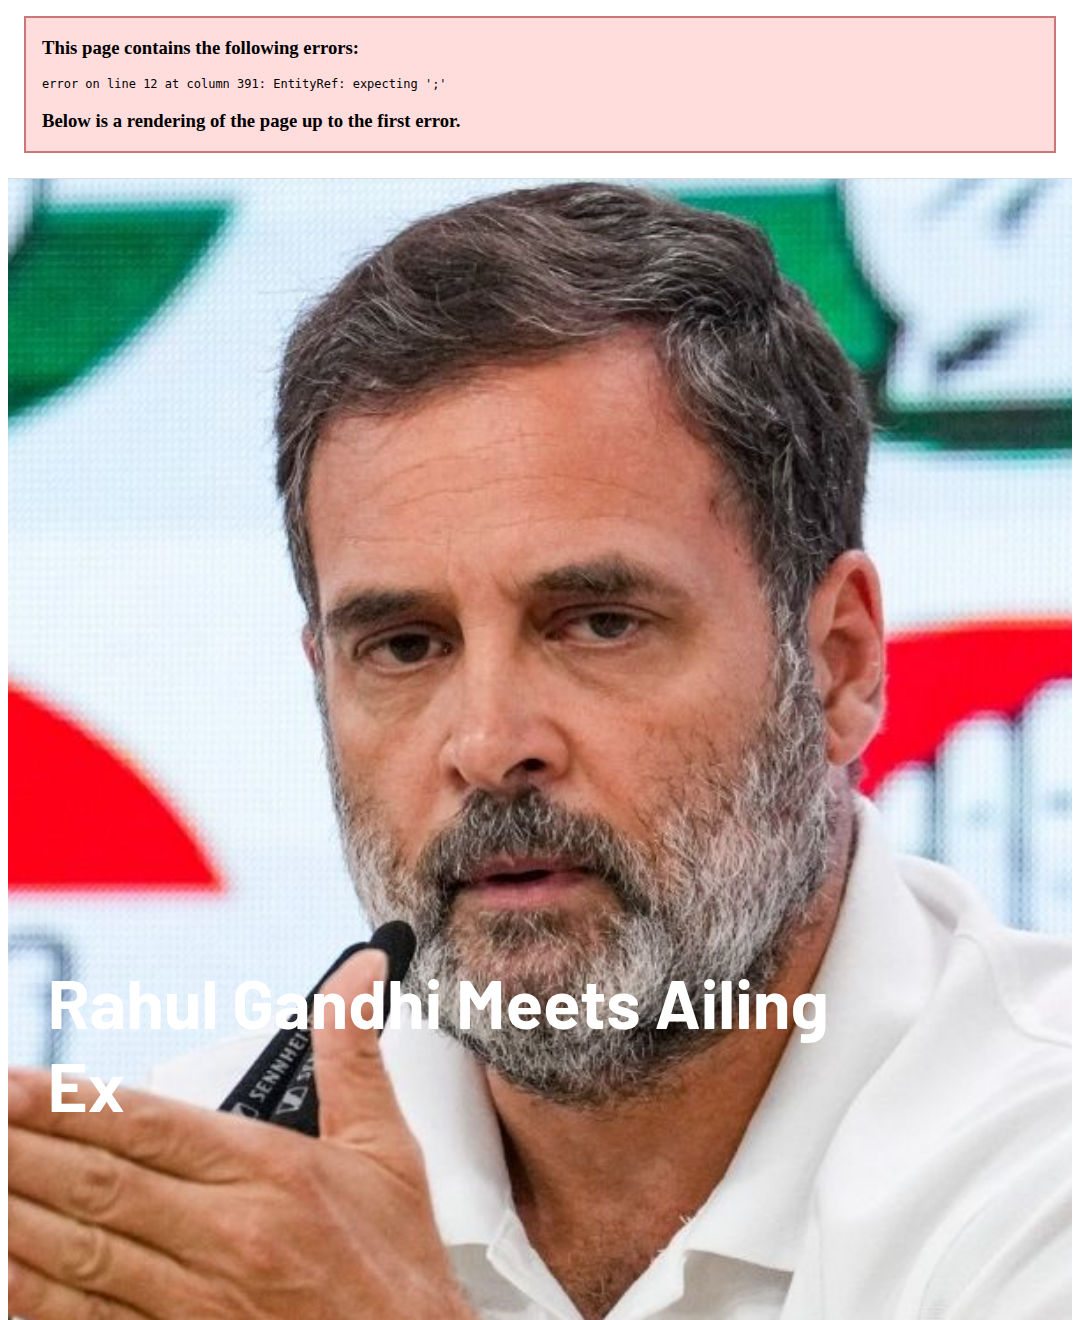 This page contains the following errors:
error on line 12 at column 391: EntityRef: expecting ';'
Below is a rendering of the page up to the first error.
Rahul Gandhi Meets Ailing
Ex
SENNHEI